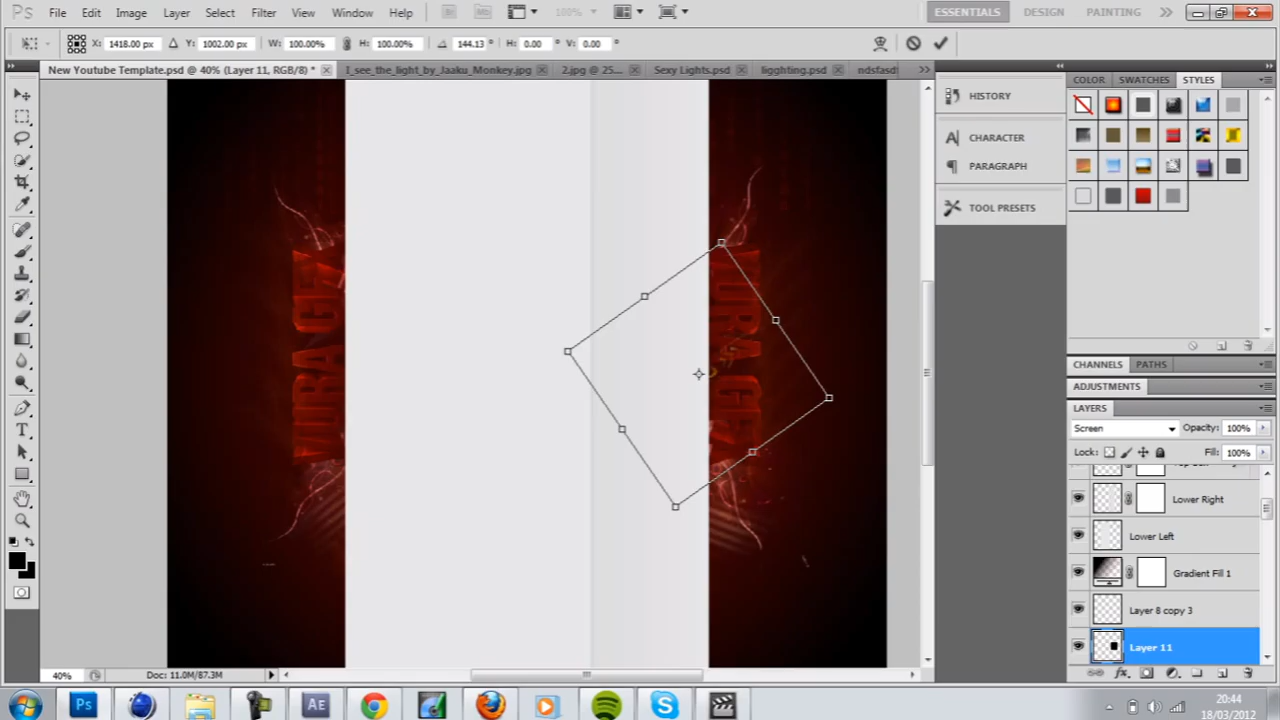 Ps File Edit Image Layer Select Filter View Window Help 100% ESSENTIALS DESIGN PAINTING
X: 1418.00 px Y: 1002.00 px W: 100.00% H: 100.00% 144.13 ° H: 0.00 ° V: 0.00 °
New Youtube Template.psd @ 40% (Layer 11, RGB/8) * I_see_the_light_by_Jaaku_Monkey.jpg 2.jpg @ 25... Sexy Lights.psd ligghting.psd ndsfasd
COLOR SWATCHES STYLES
HISTORY
CHARACTER
PARAGRAPH
TOOL PRESETS
CHANNELS PATHS
ADJUSTMENTS
LAYERS
Screen Opacity: 100%
Lock: Fill: 100%
Lower Right
Lower Left
Gradient Fill 1
Layer 8 copy 3
Layer 11
40% Doc: 11.0M/87.3M
Ps Ae
20:44
18/03/2012